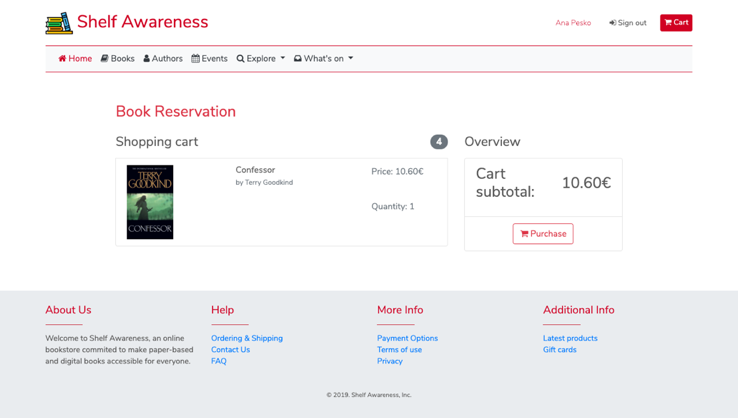 Shelf Awareness
Ana Pesko
Sign out
Cart
Home
Books
Authors
Events
Explore
What's on
Book Reservation
Shopping cart
4
Overview
TERRY
GOODKIND
CONFESSOR
Confessor
by Terry Goodkind
Price: 10.60€
Quantity: 1
Cart
subtotal:
10.60€
Purchase
About Us
Welcome to Shelf Awareness, an online
bookstore commited to make paper-based
and digital books accessible for everyone.
Help
Ordering & Shipping
Contact Us
FAQ
More Info
Payment Options
Terms of use
Privacy
Additional Info
Latest products
Gift cards
© 2019. Shelf Awareness, Inc.